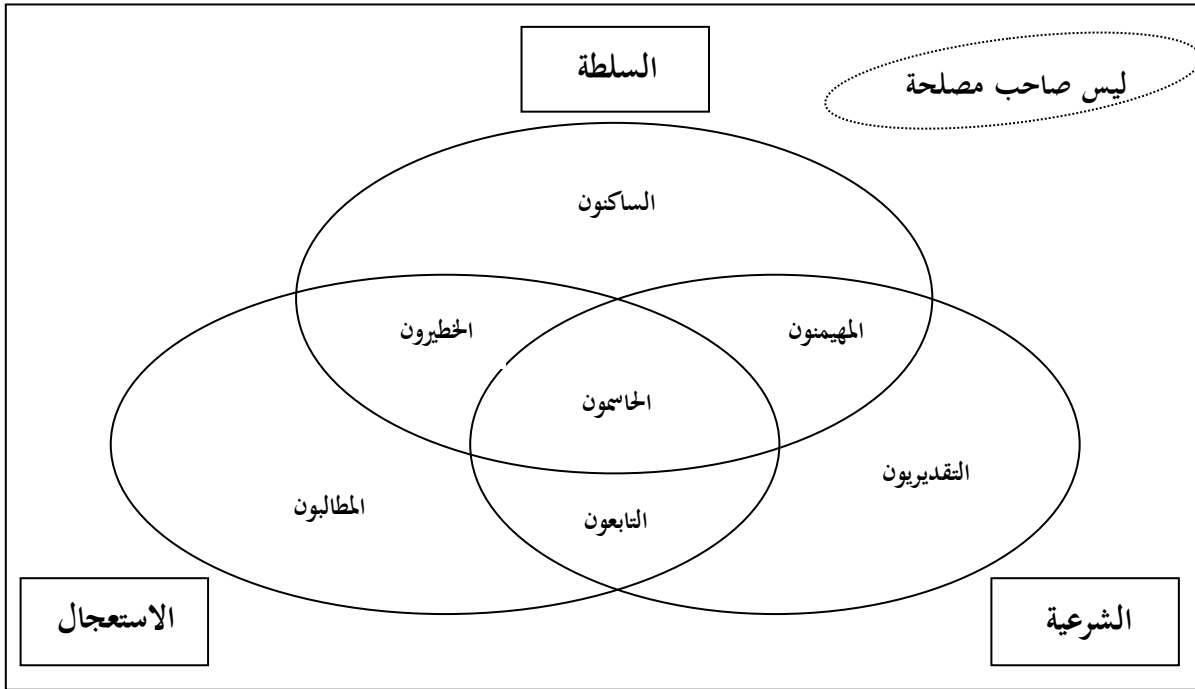 السلطة
ليس صاحب مصلحة
الساكنون
المهيمنون
الخطيرون
الحاسمون
التقديريون
المطالبون
التابعون
الشرعية
الاستعجال